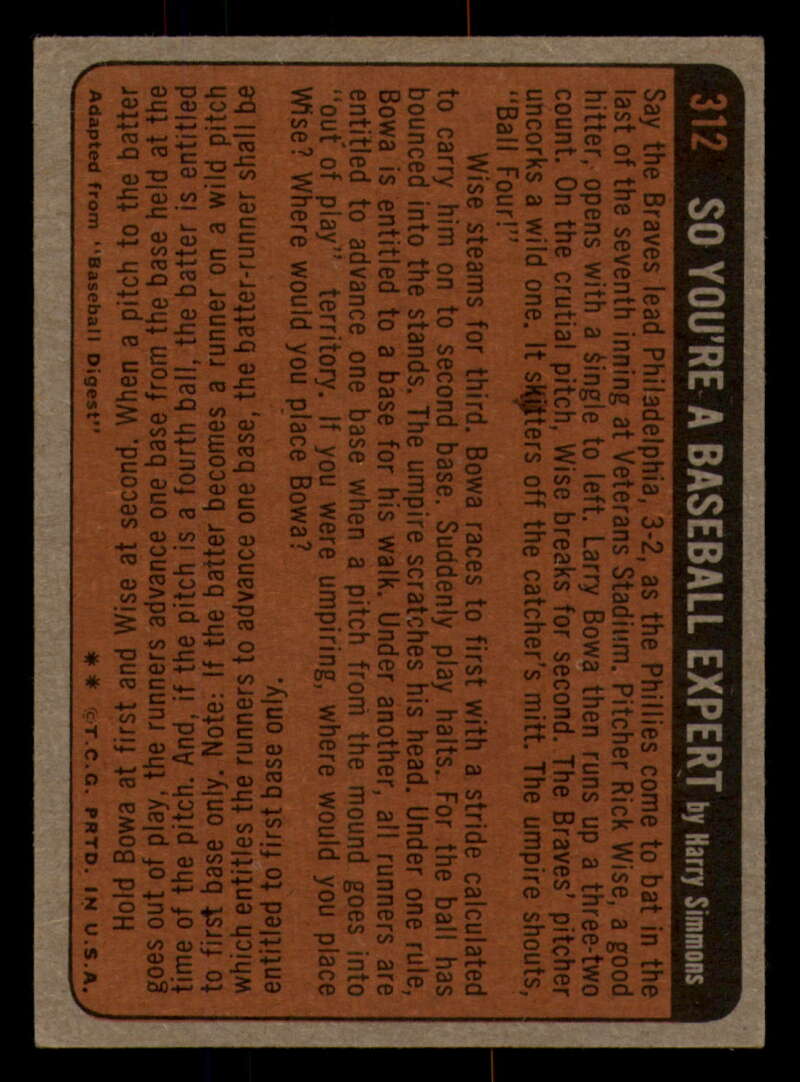 312 SO YOU'RE A BASEBALL EXPERT by Harry Simmons
Say the Braves lead Philadelphia, 3-2, as the Phillies come to bat in the
last of the seventh inning at Veterans Stadium. Pitcher Rick Wise, a good
hitter, opens with a single to left. Larry Bowa then runs up a three-two
count. On the crutial pitch, Wise breaks for second. The Braves' pitcher
uncorks a wild one. It skitters off the catcher's mitt. The umpire shouts,
"Ball Four!"
Wise steams for third. Bowa races to first with a stride calculated
to carry him on to second base. Suddenly play halts. For the ball has
bounced into the stands. The umpire scratches his head. Under one rule,
Bowa is entitled to a base for his walk. Under another, all runners are
entitled to advance one base when a pitch from the mound goes into
"out of play" territory. If you were umpiring, where would you place
Wise? Where would you place Bowa?
Hold Bowa at first and Wise at second. When a pitch to the batter
goes out of play, the runners advance one base from the base held at the
time of the pitch. And, if the pitch is a fourth ball, the batter is entitled
to first base only. Note: If the batter becomes a runner on a wild pitch
which entitles the runners to advance one base, the batter-runner shall be
entitled to first base only.
Adapted from "Baseball Digest" ** ©T.C.G. PRTD. IN U.S.A.